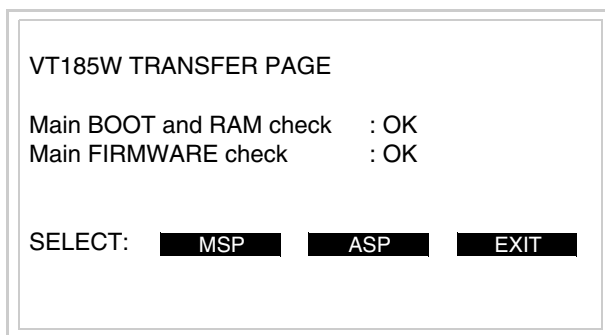 VT185W TRANSFER PAGE
Main BOOT and RAM check : OK
Main FIRMWARE check : OK
SELECT: MSP ASP EXIT